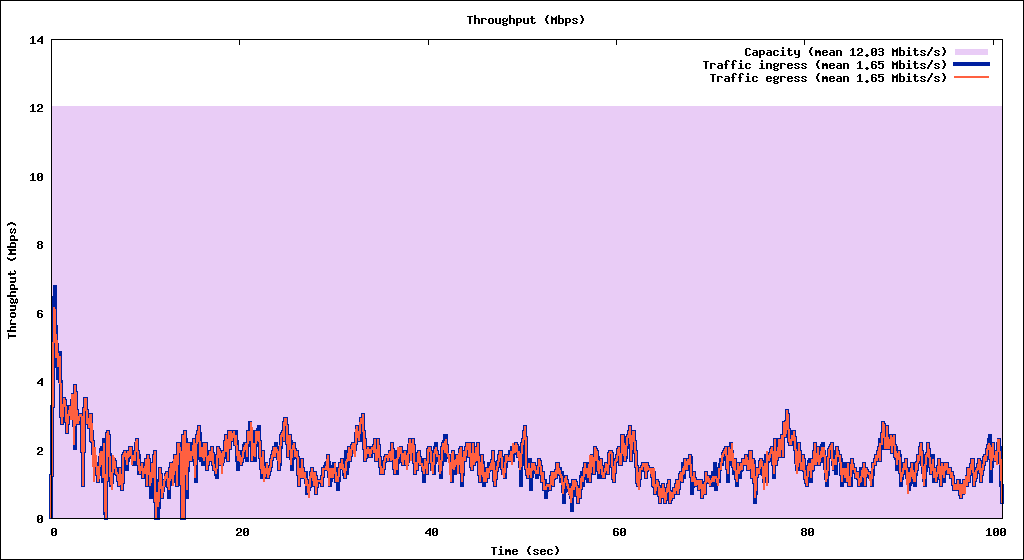 Throughput (Mbps)
14
Capacity (mean 12.03 Mbits/s)
Traffic ingress (mean 1.65 Mbits/s)
Traffic egress (mean 1.65 Mbits/s)
12
10
8
Throughput (Mbps)
6
4
2
0
0 20 40 60 80 100
Time (sec)